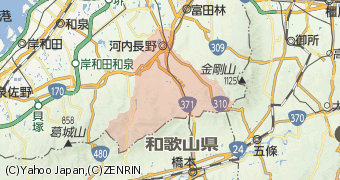 和泉
富田林
岸和田
河内長野
309
御所
岸和田和泉
金剛山
1125
泉佐野
170
貝塚
371
310
370
858
葛城山
和歌山県
24
480
橋本
五條
(C)Yahoo Japan,(C)ZENRIN